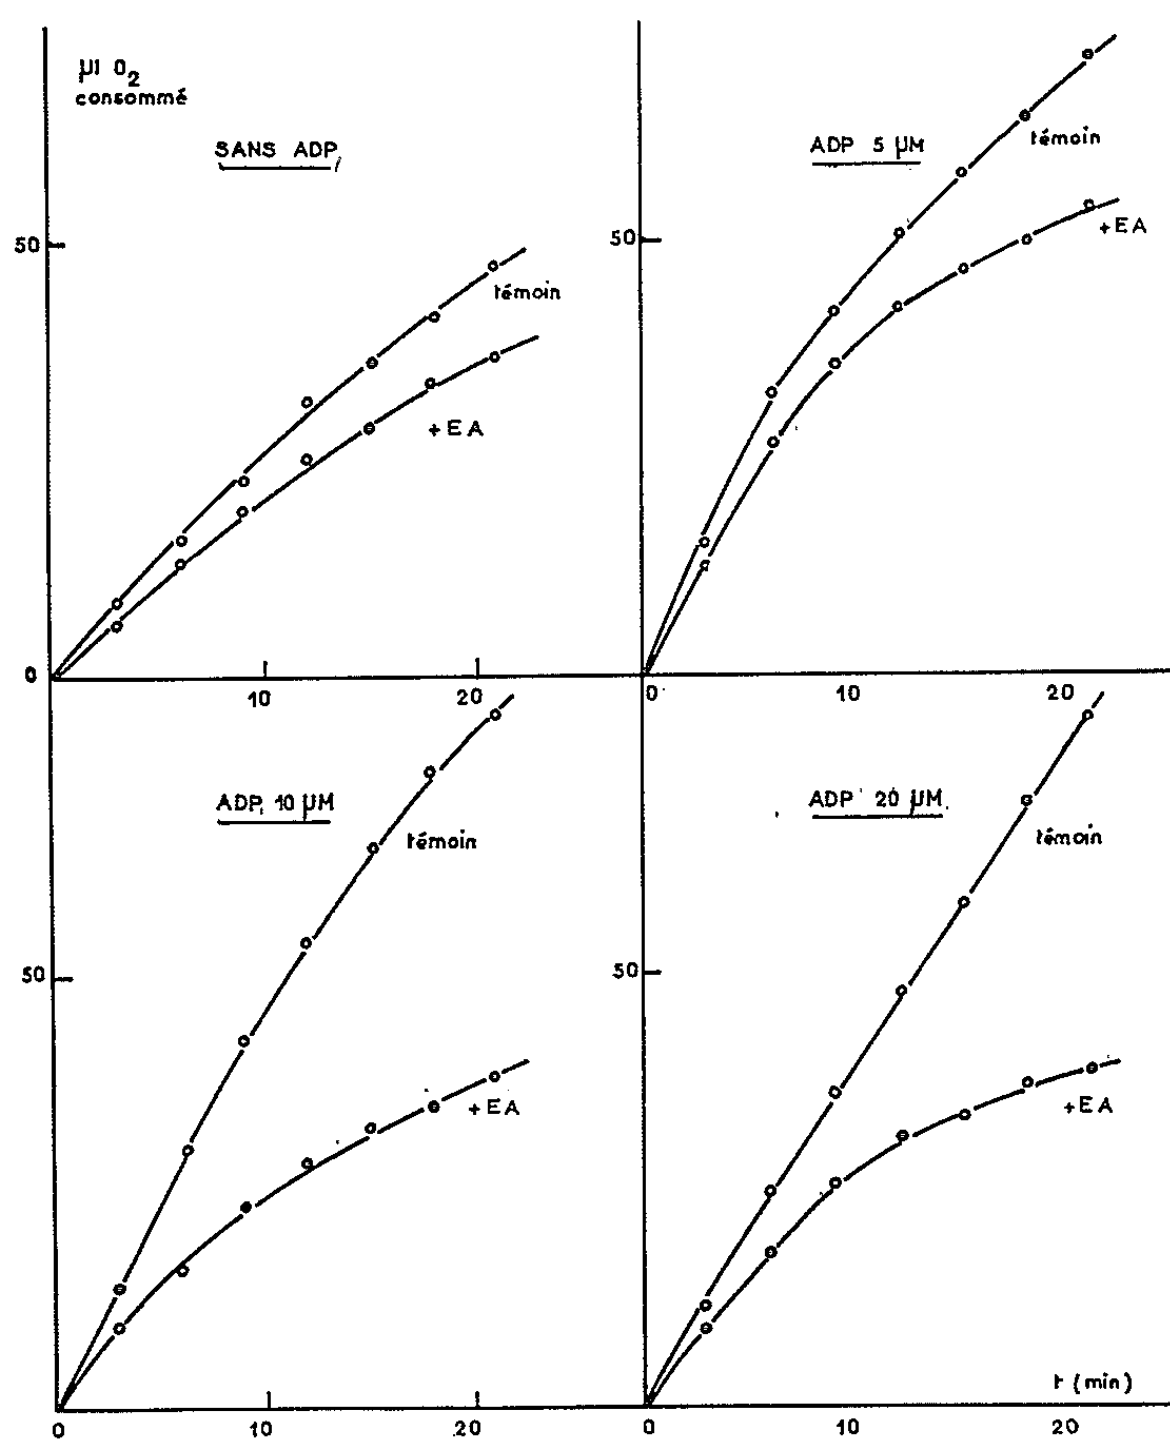 µl O2
consommé
SANS ADP
50
témoin
+ EA
0
10
20
ADP 5 µM
témoin
50
+ EA
0
10
20
ADP 10 µM
témoin
50
+ EA
0
10
20
ADP 20 µM
témoin
50
+ EA
t (min)
0
10
20